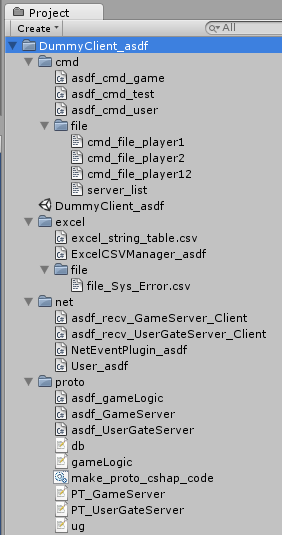 Project
Create
All
DummyClient_asdf
cmd
asdf_cmd_game
asdf_cmd_test
asdf_cmd_user
file
cmd_file_player1
cmd_file_player2
cmd_file_player12
server_list
DummyClient_asdf
excel
excel_string_table.csv
ExcelCSVManager_asdf
file
file_Sys_Error.csv
net
asdf_recv_GameServer_Client
asdf_recv_UserGateServer_Client
NetEventPlugin_asdf
User_asdf
proto
asdf_gameLogic
asdf_GameServer
asdf_UserGateServer
db
gameLogic
make_proto_cshap_code
PT_GameServer
PT_UserGateServer
ug